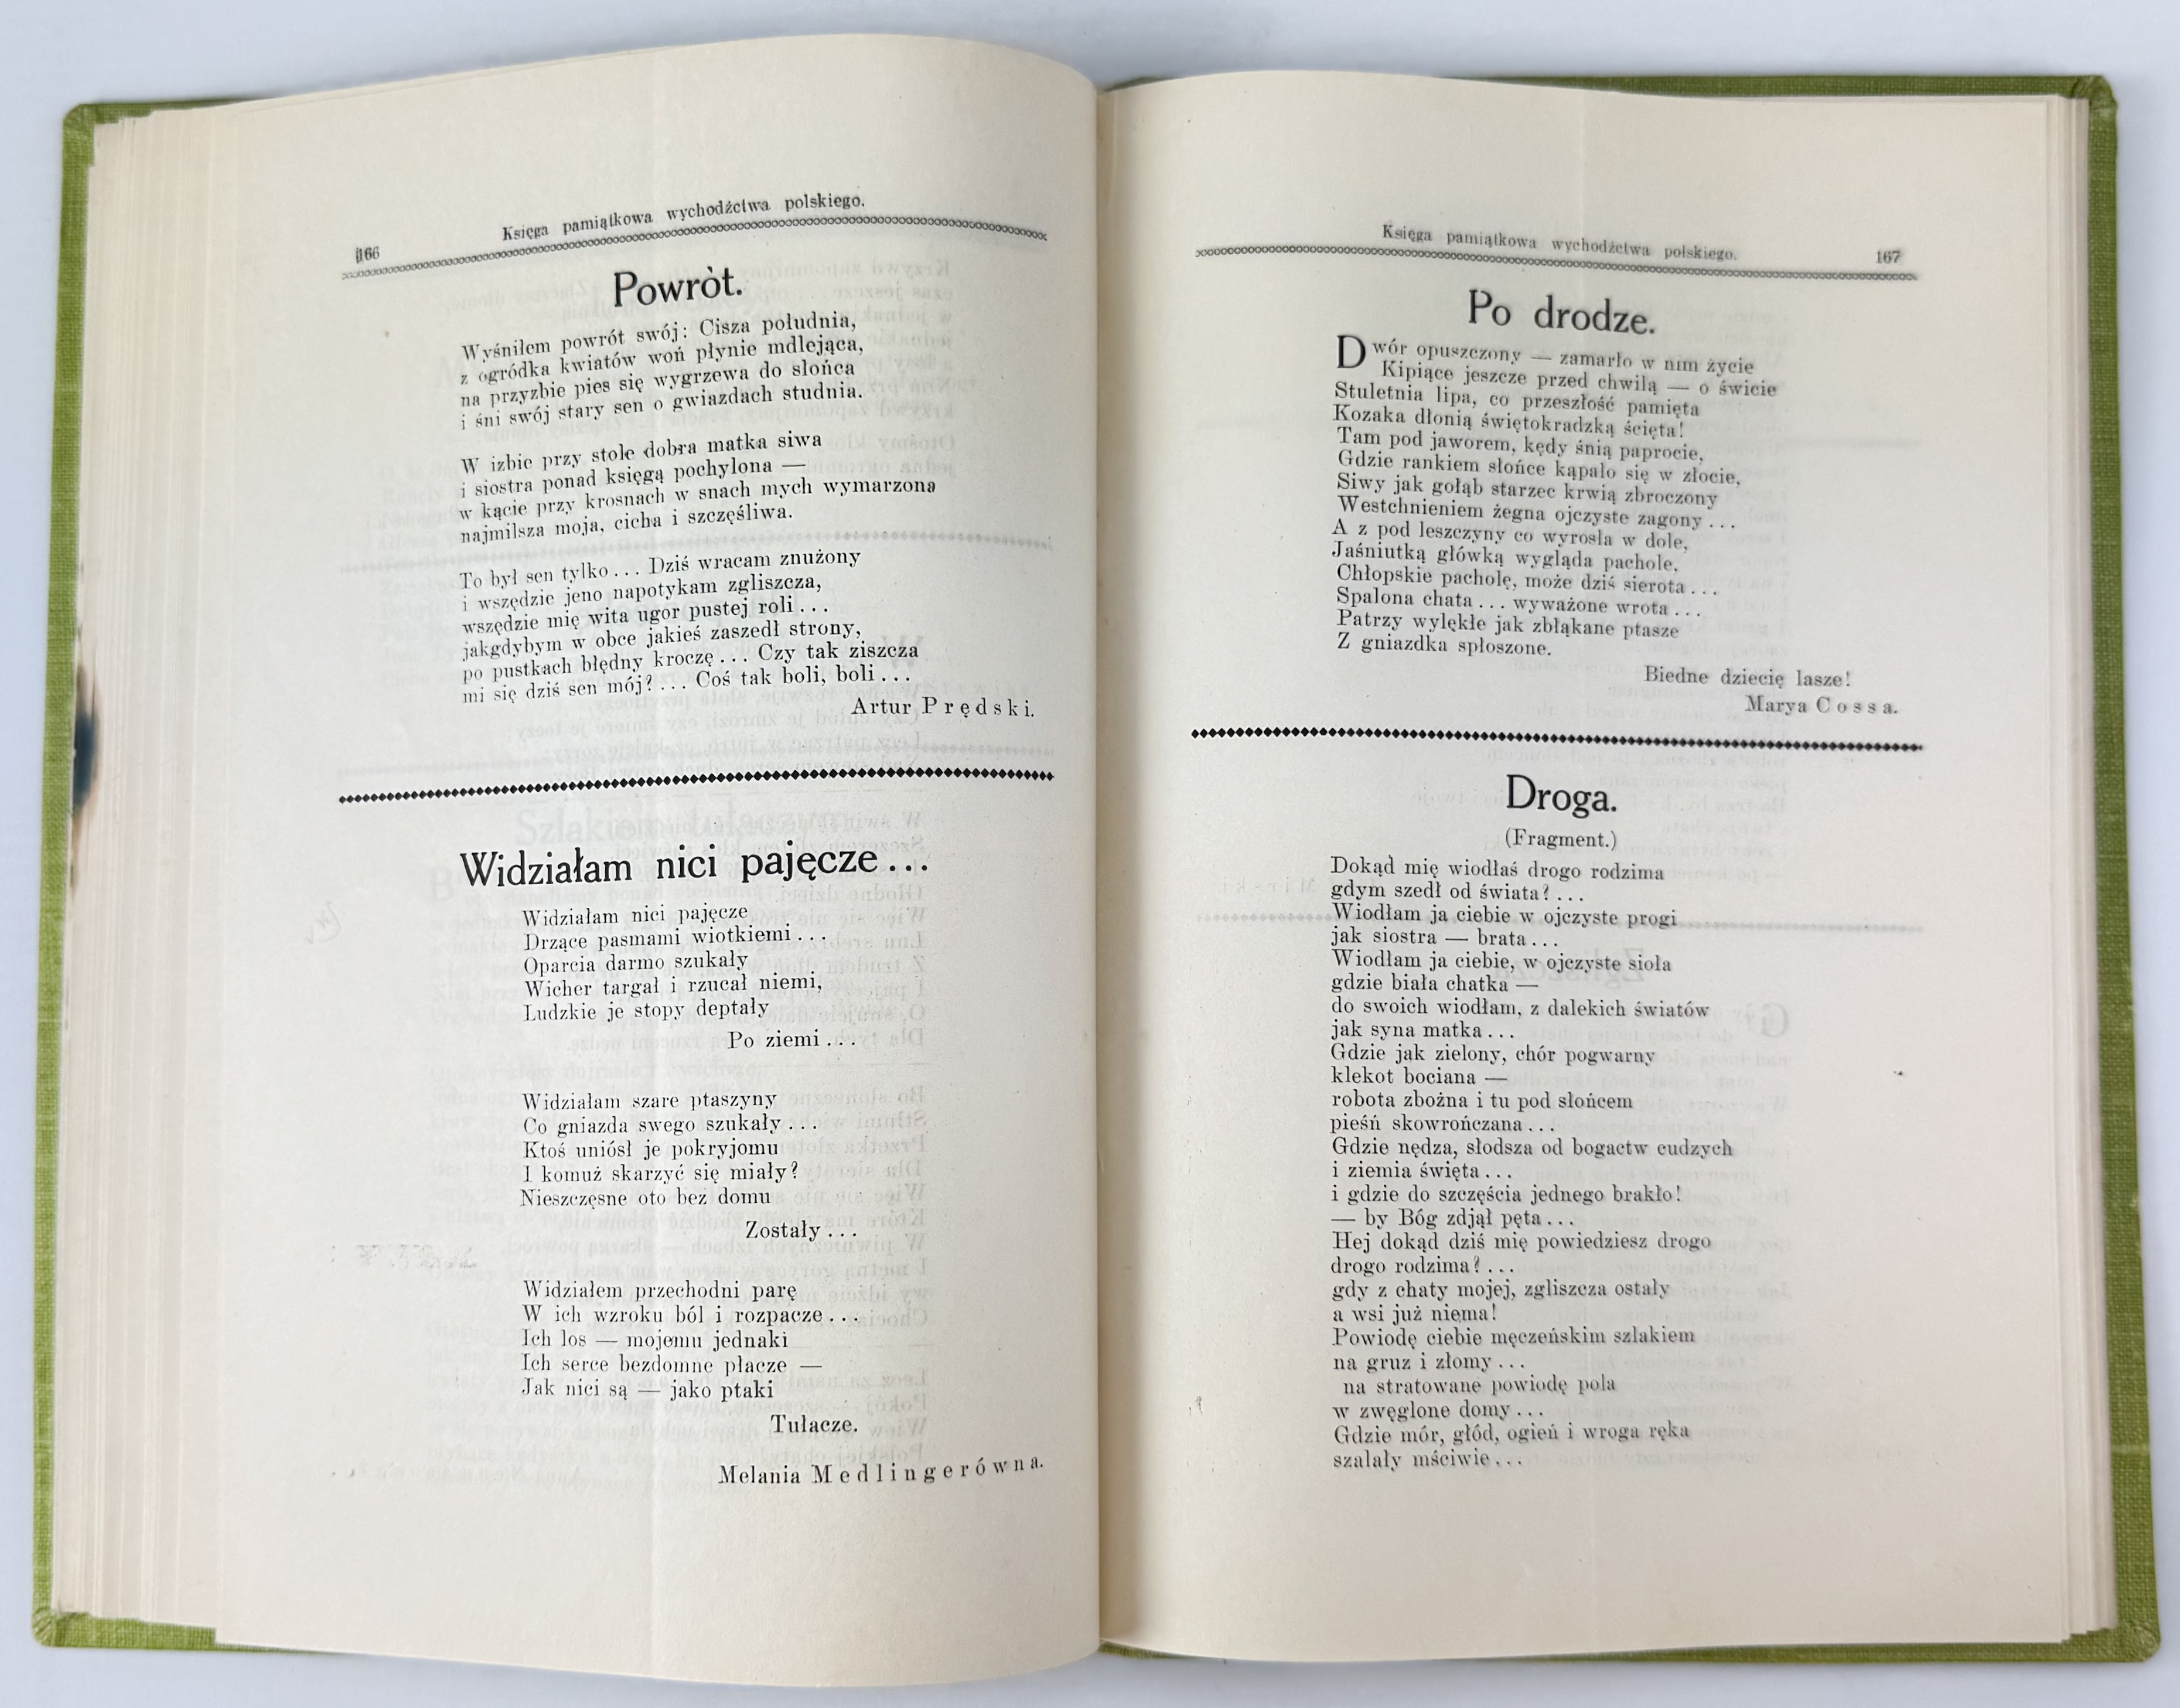 166
Księga pamiątkowa wychodźctwa polskiego.
Powròt.
Wyśniłem powrót swój: Cisza południa,
z ogródka kwiatów woń płynie mdlejąca,
na przyzbie pies się wygrzewa do słońca
i śni swój stary sen o gwiazdach studnia.
W izbie przy stole dobra matka siwa
i siostra ponad księgą pochylona —
w kącie przy krosnach w snach mych wymarzona
najmilsza moja, cicha i szczęśliwa.
To był sen tylko... Dziś wracam znużony
i wszędzie jeno napotykam zgliszcza,
wszędzie mię wita ugor pustej roli...
jakgdybym w obce jakieś zaszedł strony,
po pustkach błędny kroczę... Czy tak ziszcza
mi się dziś sen mój?... Coś tak boli, boli...
Artur Prędski.
Widziałam nici pajęcze...
Widziałam nici pajęcze
Drzące pasmami wiotkiemi...
Oparcia darmo szukały
Wicher targał i rzucał niemi,
Ludzkie je stopy deptały
Po ziemi...
Widziałam szare ptaszyny
Co gniazda swego szukały...
Ktoś uniósł je pokryjomu
I komuż skarzyć się miały?
Nieszczęsne oto bez domu
Zostały...
Widziałem przechodni parę
W ich wzroku ból i rozpacze...
Ich los — mojemu jednaki
Ich serce bezdomne płacze —
Jak nici są — jako ptaki
Tułacze.
Melania Medlingerówna.
Księga pamiątkowa wychodźctwa polskiego.
167
Po drodze.
Dwór opuszczony — zamarło w nim życie
Kipiące jeszcze przed chwilą — o świcie
Stuletnia lipa, co przeszłość pamięta
Kozaka dłonią świętokradzką ścięta!
Tam pod jaworem, kędy śnią paprocie,
Gdzie rankiem słońce kąpało się w złocie,
Siwy jak gołąb starzec krwią zbroczony
Westchnieniem żegna ojczyste zagony...
A z pod leszczyny co wyrosła w dole,
Jaśniutką główką wygląda pacholę,
Chłopskie pacholę, może dziś sierota...
Spalona chata... wyważone wrota...
Patrzy wylękłe jak zbłąkane ptaszę
Z gniazdka spłoszone.
Biedne dziecię lasze!
Marya Cossa.
Droga.
(Fragment.)
Dokąd mię wiodłaś drogo rodzima
gdym szedł od świata?...
Wiodłam ja ciebie w ojczyste progi
jak siostra — brata...
Wiodłam ja ciebie, w ojczyste sioła
gdzie biała chatka —
do swoich wiodłam, z dalekich światów
jak syna matka...
Gdzie jak zielony, chór pogwarny
klekot bociana —
robota zbożna i tu pod słońcem
pieśń skowrończana...
Gdzie nędza, słodsza od bogactw cudzych
i ziemia święta...
i gdzie do szczęścia jednego brakło!
— by Bóg zdjął pęta...
Hej dokąd dziś mię powiedziesz drogo
drogo rodzima?...
gdy z chaty mojej, zgliszcza ostały
a wsi już niema!
Powiodę ciebie męczeńskim szlakiem
na gruz i złomy...
na stratowane powiodę pola
w zwęglone domy...
Gdzie mór, głód, ogień i wroga ręka
szalały mściwie...